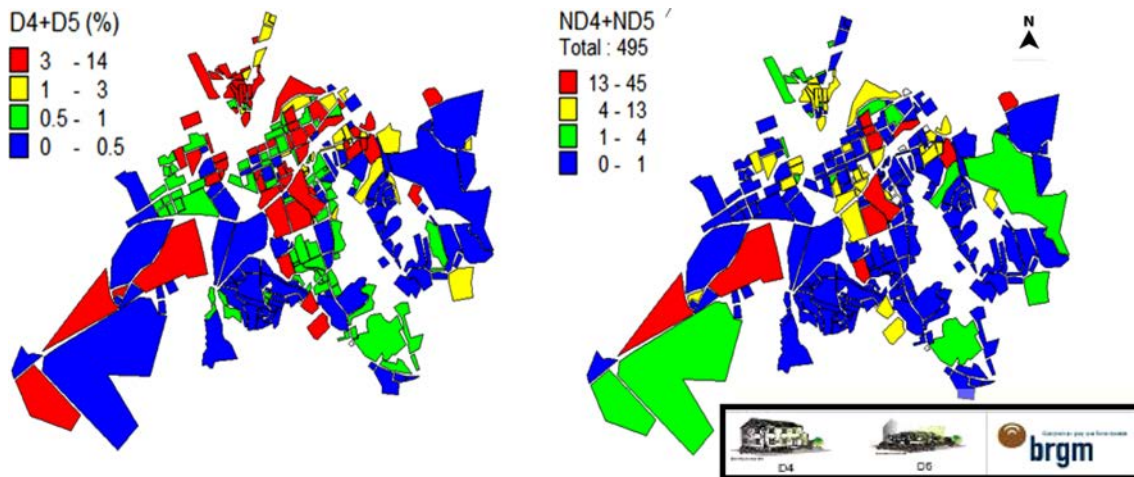 D4+D5 (%)
3 - 14
1 - 3
0.5 - 1
0 - 0.5
ND4+ND5
Total : 495
13 - 45
4 - 13
1 - 4
0 - 1
N
D4
D5
brgm